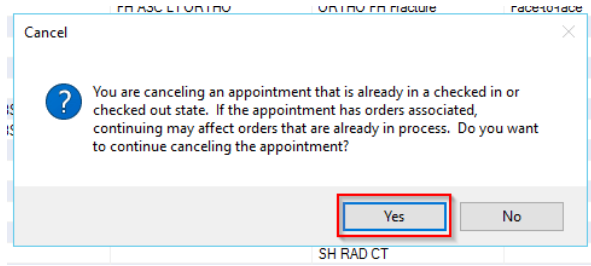 PH ASC LT ORTHO ORTHO PH Fracture Face-to-face
Cancel
You are canceling an appointment that is already in a checked in or
checked out state.  If the appointment has orders associated,
continuing may affect orders that are already in process.  Do you want
to continue canceling the appointment?
Yes No
SH RAD CT